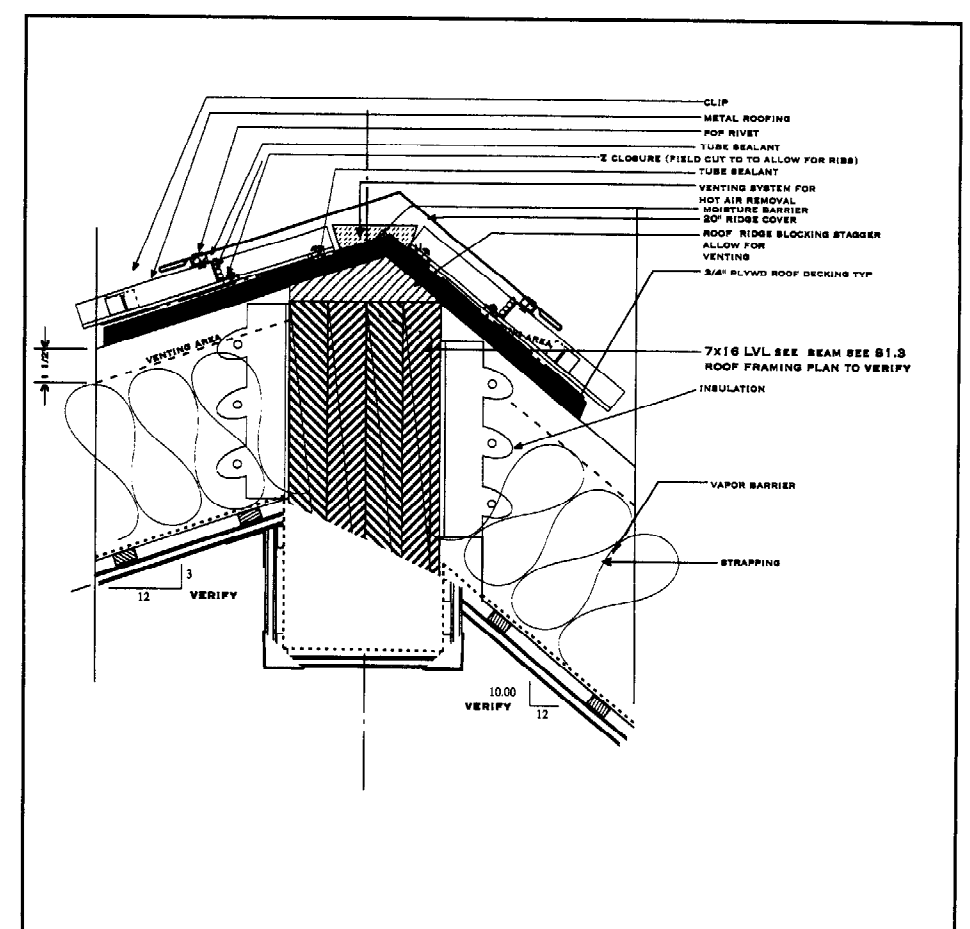 CLIP
METAL ROOFING
POP RIVET
TUBE SEALANT
Z CLOSURE (FIELD CUT TO TO ALLOW FOR RIBS)
TUBE SEALANT
VENTING SYSTEM FOR
HOT AIR REMOVAL
MOISTURE BARRIER
20" RIDGE COVER
ROOF RIDGE BLOCKING STAGGER
ALLOW FOR
VENTING
3/4" PLYWD ROOF DECKING TYP
VENTING AREA
AREA
1 1/2"
7x16 LVL SEE BEAM SEE S1.3
ROOF FRAMING PLAN TO VERIFY
INSULATION
VAPOR BARRIER
STRAPPING
3
12
VERIFY
10.00
VERIFY
12